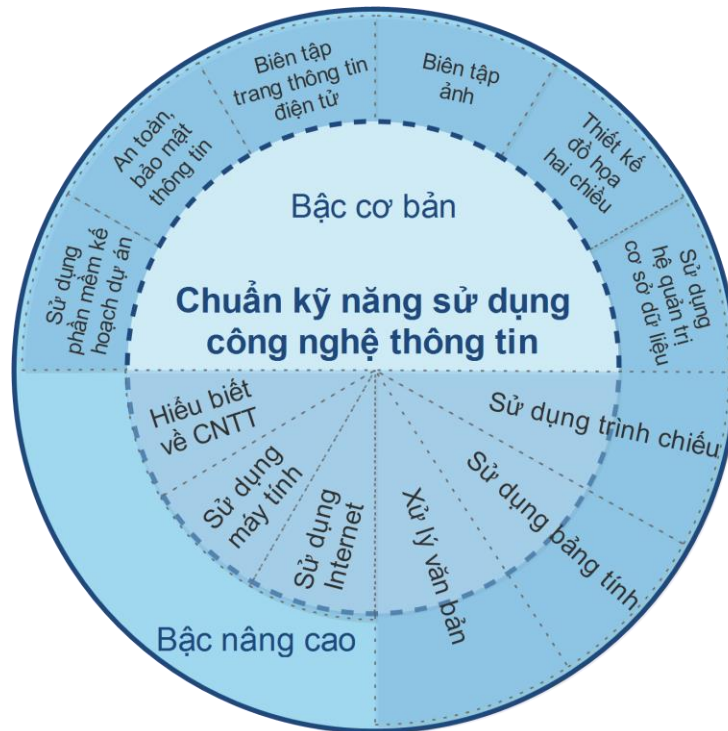 Biên tập
trang thông tin
điện tử
Biên tập
ảnh
An toàn,
bảo mật
thông tin
Thiết kế
đồ họa
hai chiều
Sử dụng
phần mềm kế
hoạch dự án
Sử dụng
hệ quản trị
cơ sở dữ liệu
Bậc cơ bản
Chuẩn kỹ năng sử dụng
công nghệ thông tin
Hiểu biết
về CNTT
Sử dụng
máy tính
Sử dụng
Internet
Xử lý văn bản
Sử dụng bảng tính
Sử dụng trình chiếu
Bậc nâng cao